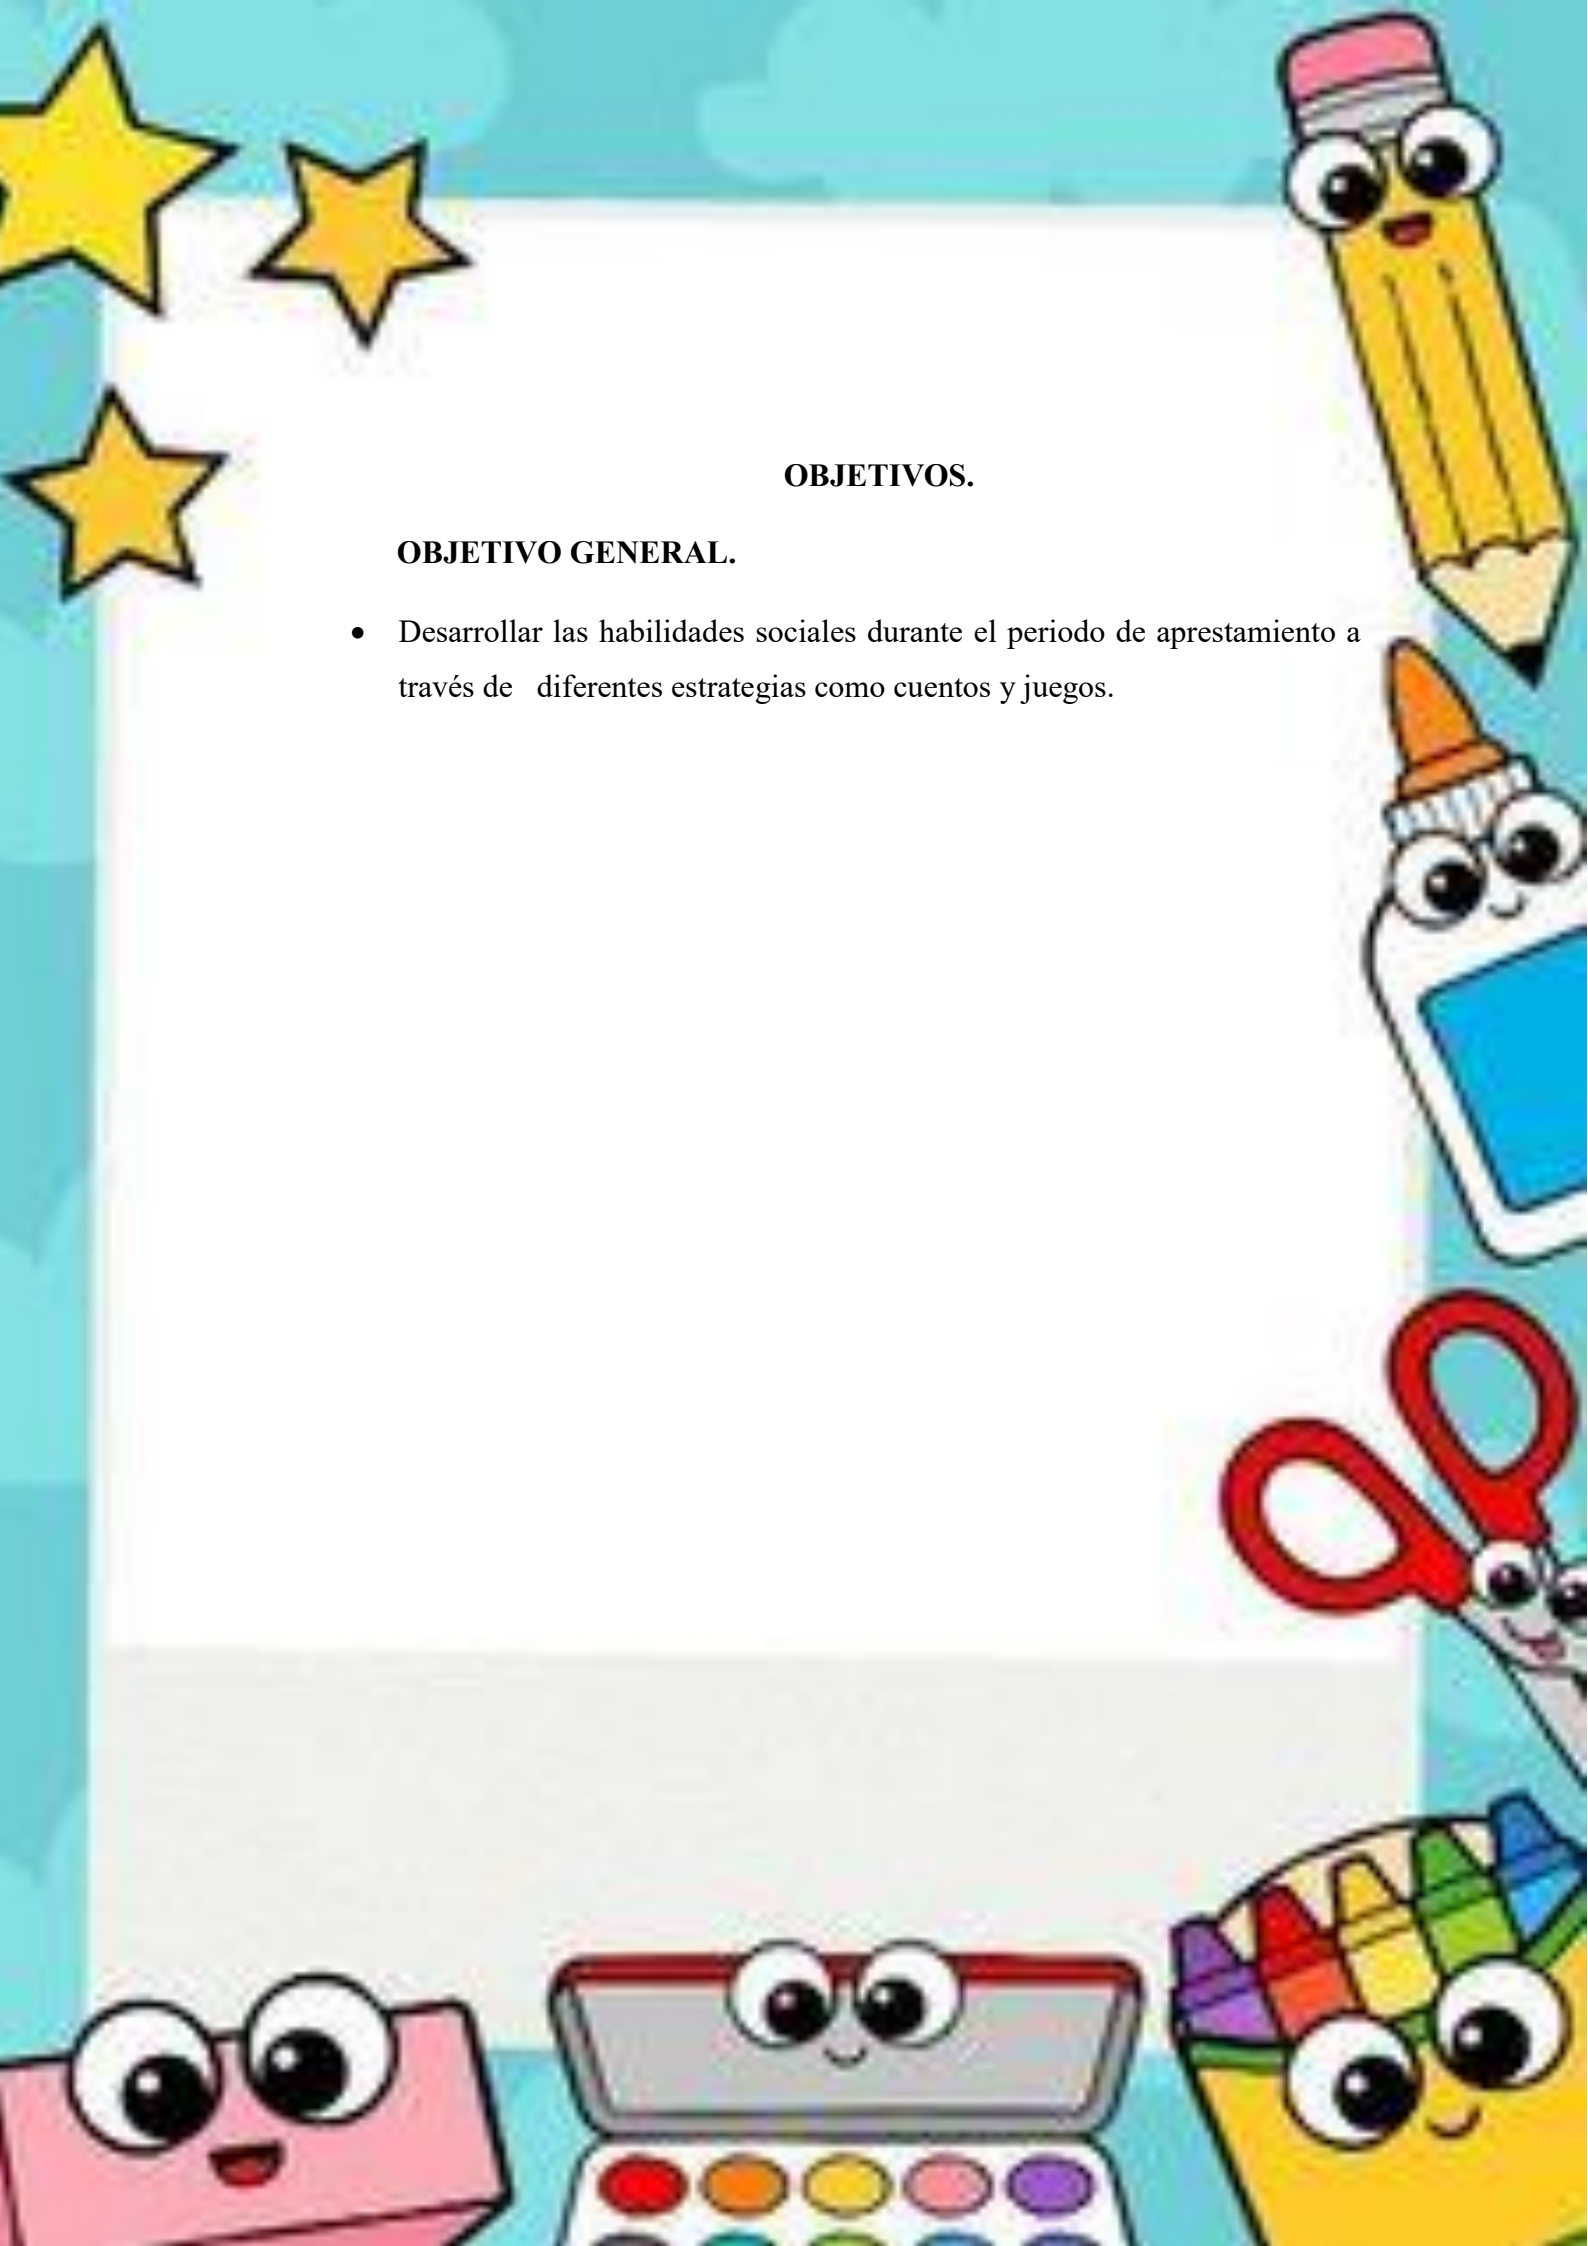 OBJETIVOS.
OBJETIVO GENERAL.
• Desarrollar las habilidades sociales durante el periodo de aprestamiento a
través de   diferentes estrategias como cuentos y juegos.